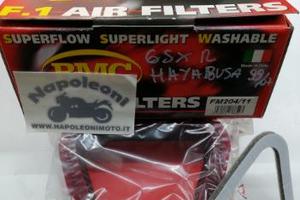 F.1 AIR FILTERS
SUPERFLOW SUPERLIGHT WASHABLE
BMC
GSX R
HAYABUSA
Napoleoni
WWW.NAPOLEONIMOTO.IT
FILTERS
FM204/11